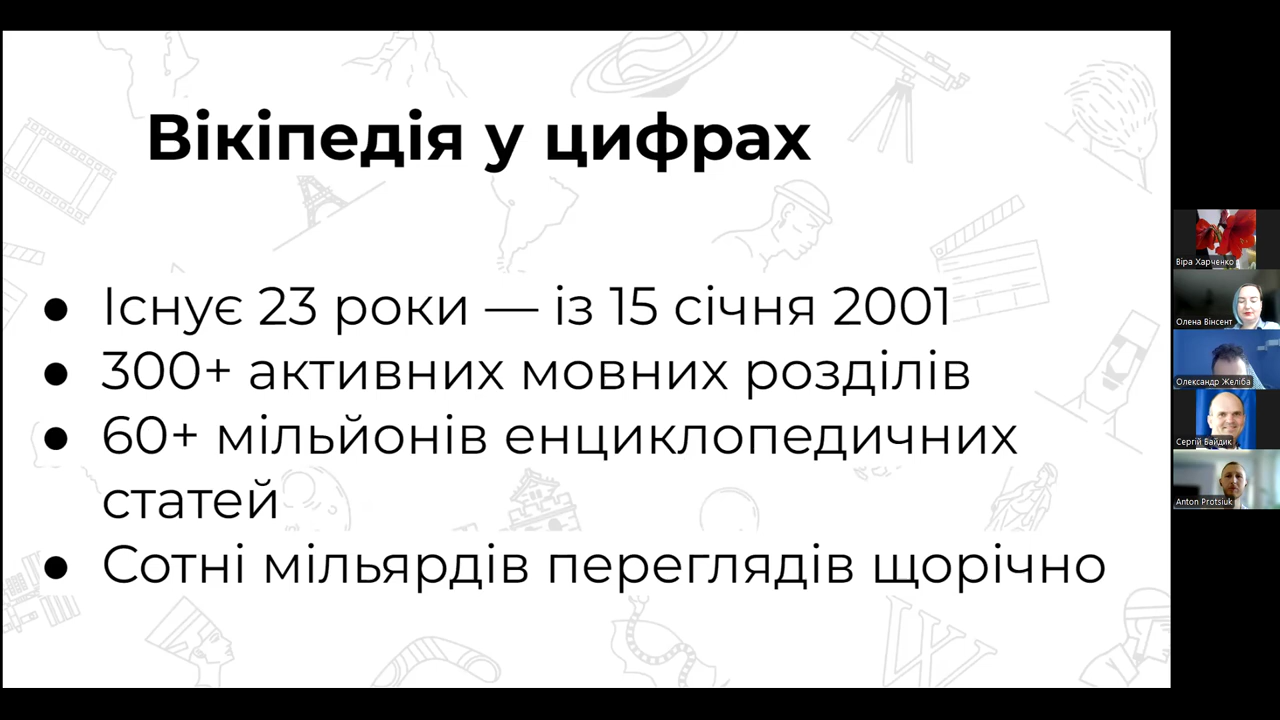 Вікіпедія у цифрах
● Існує 23 роки — із 15 січня 2001
● 300+ активних мовних розділів
● 60+ мільйонів енциклопедичних
статей
● Сотні мільярдів переглядів щорічно
Віра Харченко
Олена Вінсент
Олександр Желіба
Сергій Вайдик
Anton Protsiuk